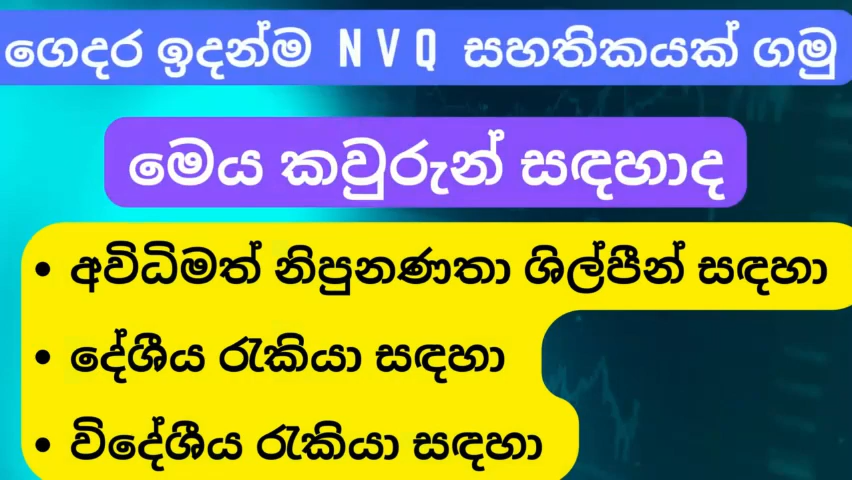 ගෙදර ඉදන්ම NVQ සහතිකයක් ගමු
මෙය කවුරුන් සඳහාද
• අවිධිමත් නිපුනණතා ශිල්පීන් සඳහා
• දේශීය රැකියා සඳහා
• විදේශීය රැකියා සඳහා